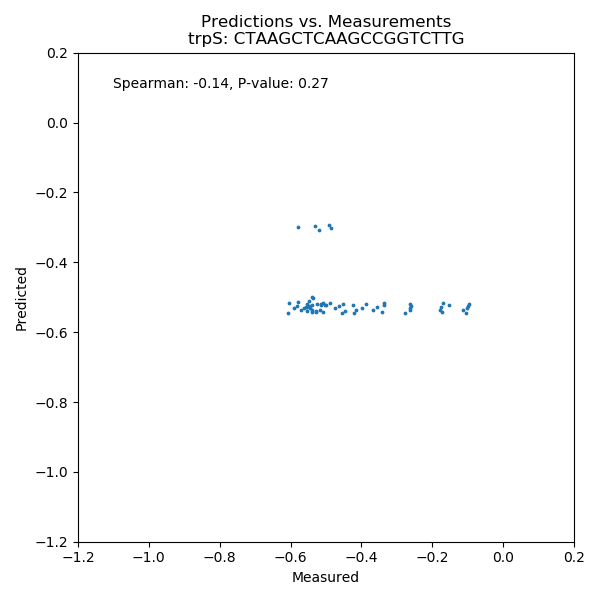 Predictions vs. Measurements
trpS: CTAAGCTCAAGCCGGTCTTG
Spearman: -0.14, P-value: 0.27
0.2
0.0
−0.2
−0.4
−0.6
−0.8
−1.0
−1.2
Predicted
−1.2 −1.0 −0.8 −0.6 −0.4 −0.2 0.0 0.2
Measured